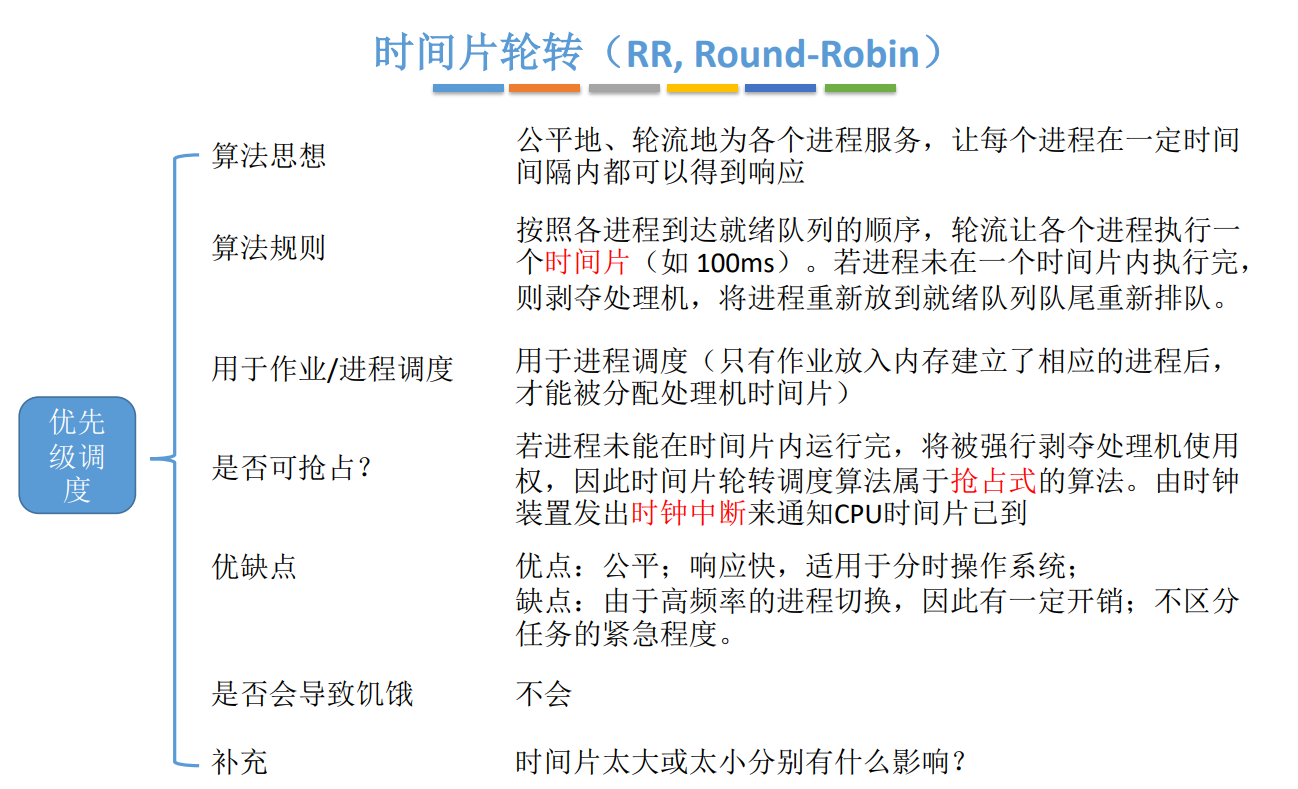 时间片轮转（RR, Round-Robin）
算法思想
公平地、轮流地为各个进程服务，让每个进程在一定时间
间隔内都可以得到响应
算法规则
按照各进程到达就绪队列的顺序，轮流让各个进程执行一
个时间片（如 100ms）。若进程未在一个时间片内执行完，
则剥夺处理机，将进程重新放到就绪队列队尾重新排队。
用于作业/进程调度
用于进程调度（只有作业放入内存建立了相应的进程后，
才能被分配处理机时间片）
优先
级调
度
是否可抢占？
若进程未能在时间片内运行完，将被强行剥夺处理机使用
权，因此时间片轮转调度算法属于抢占式的算法。由时钟
装置发出时钟中断来通知CPU时间片已到
优缺点
优点：公平；响应快，适用于分时操作系统；
缺点：由于高频率的进程切换，因此有一定开销；不区分
任务的紧急程度。
是否会导致饥饿
不会
补充
时间片太大或太小分别有什么影响？